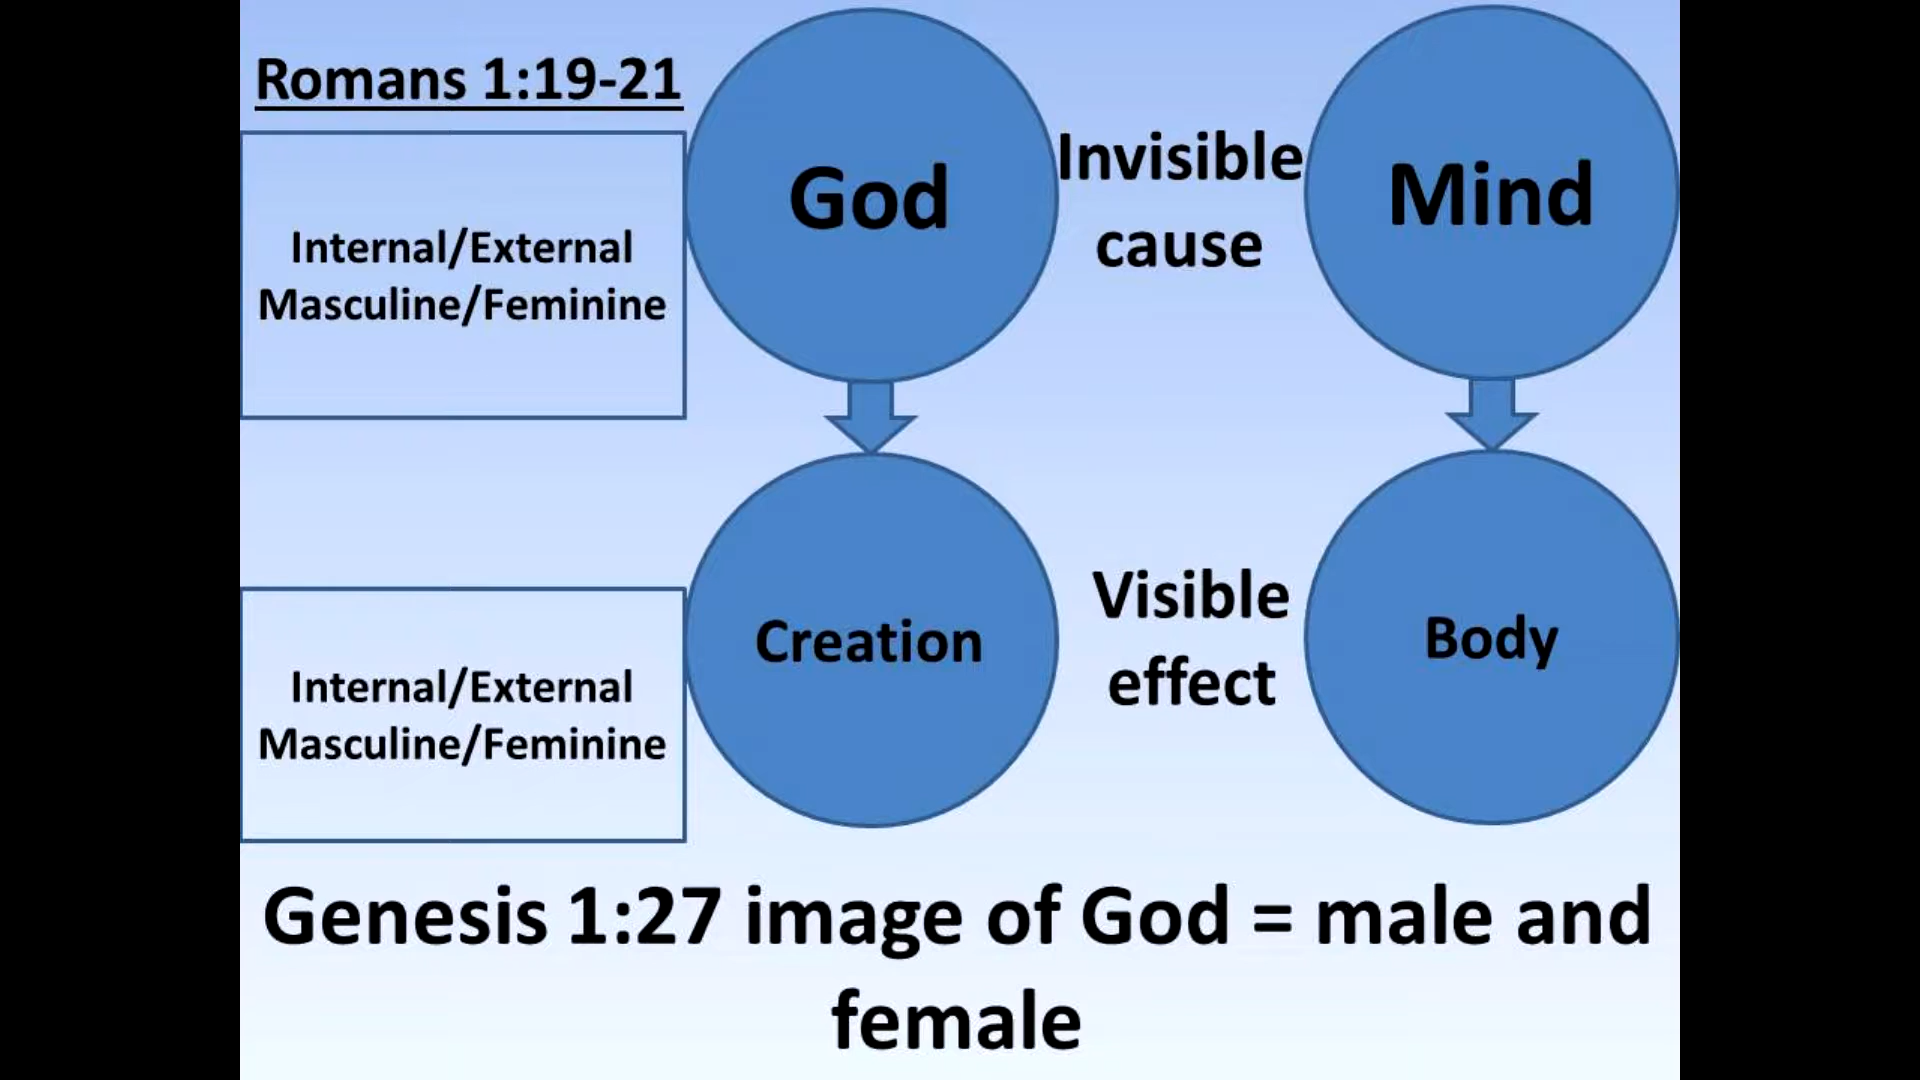 Romans 1:19-21
Internal/External
Masculine/Feminine
God
Invisible
cause
Mind
Internal/External
Masculine/Feminine
Creation
Visible
effect
Body
Genesis 1:27 image of God = male and
female